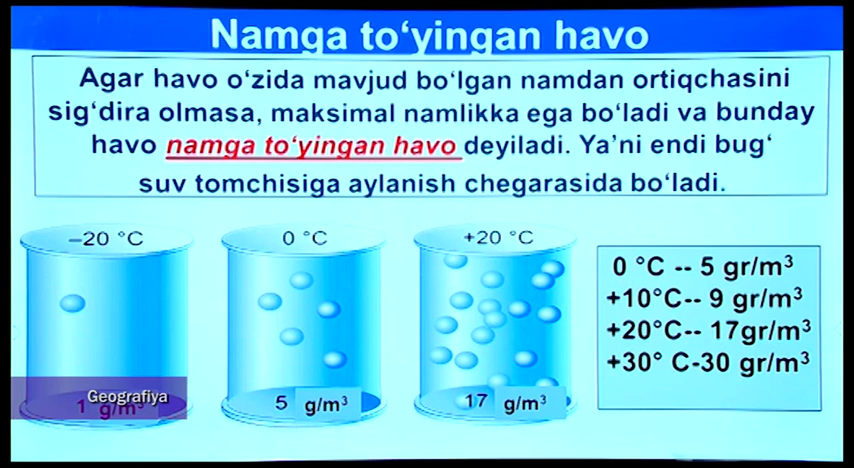 Namga to‘yingan havo
Agar havo o‘zida mavjud bo‘lgan namdan ortiqchasini
sig‘dira olmasa, maksimal namlikka ega bo‘ladi va bunday
havo namga to‘yingan havo deyiladi. Ya’ni endi bug‘
suv tomchisiga aylanish chegarasida bo‘ladi.
–20 °C
0 °C
+20 °C
0 °C -- 5 gr/m³
+10°C-- 9 gr/m³
+20°C-- 17gr/m³
+30° C-30 gr/m³
Geografiya
1 g/m³
5 g/m³
17 g/m³